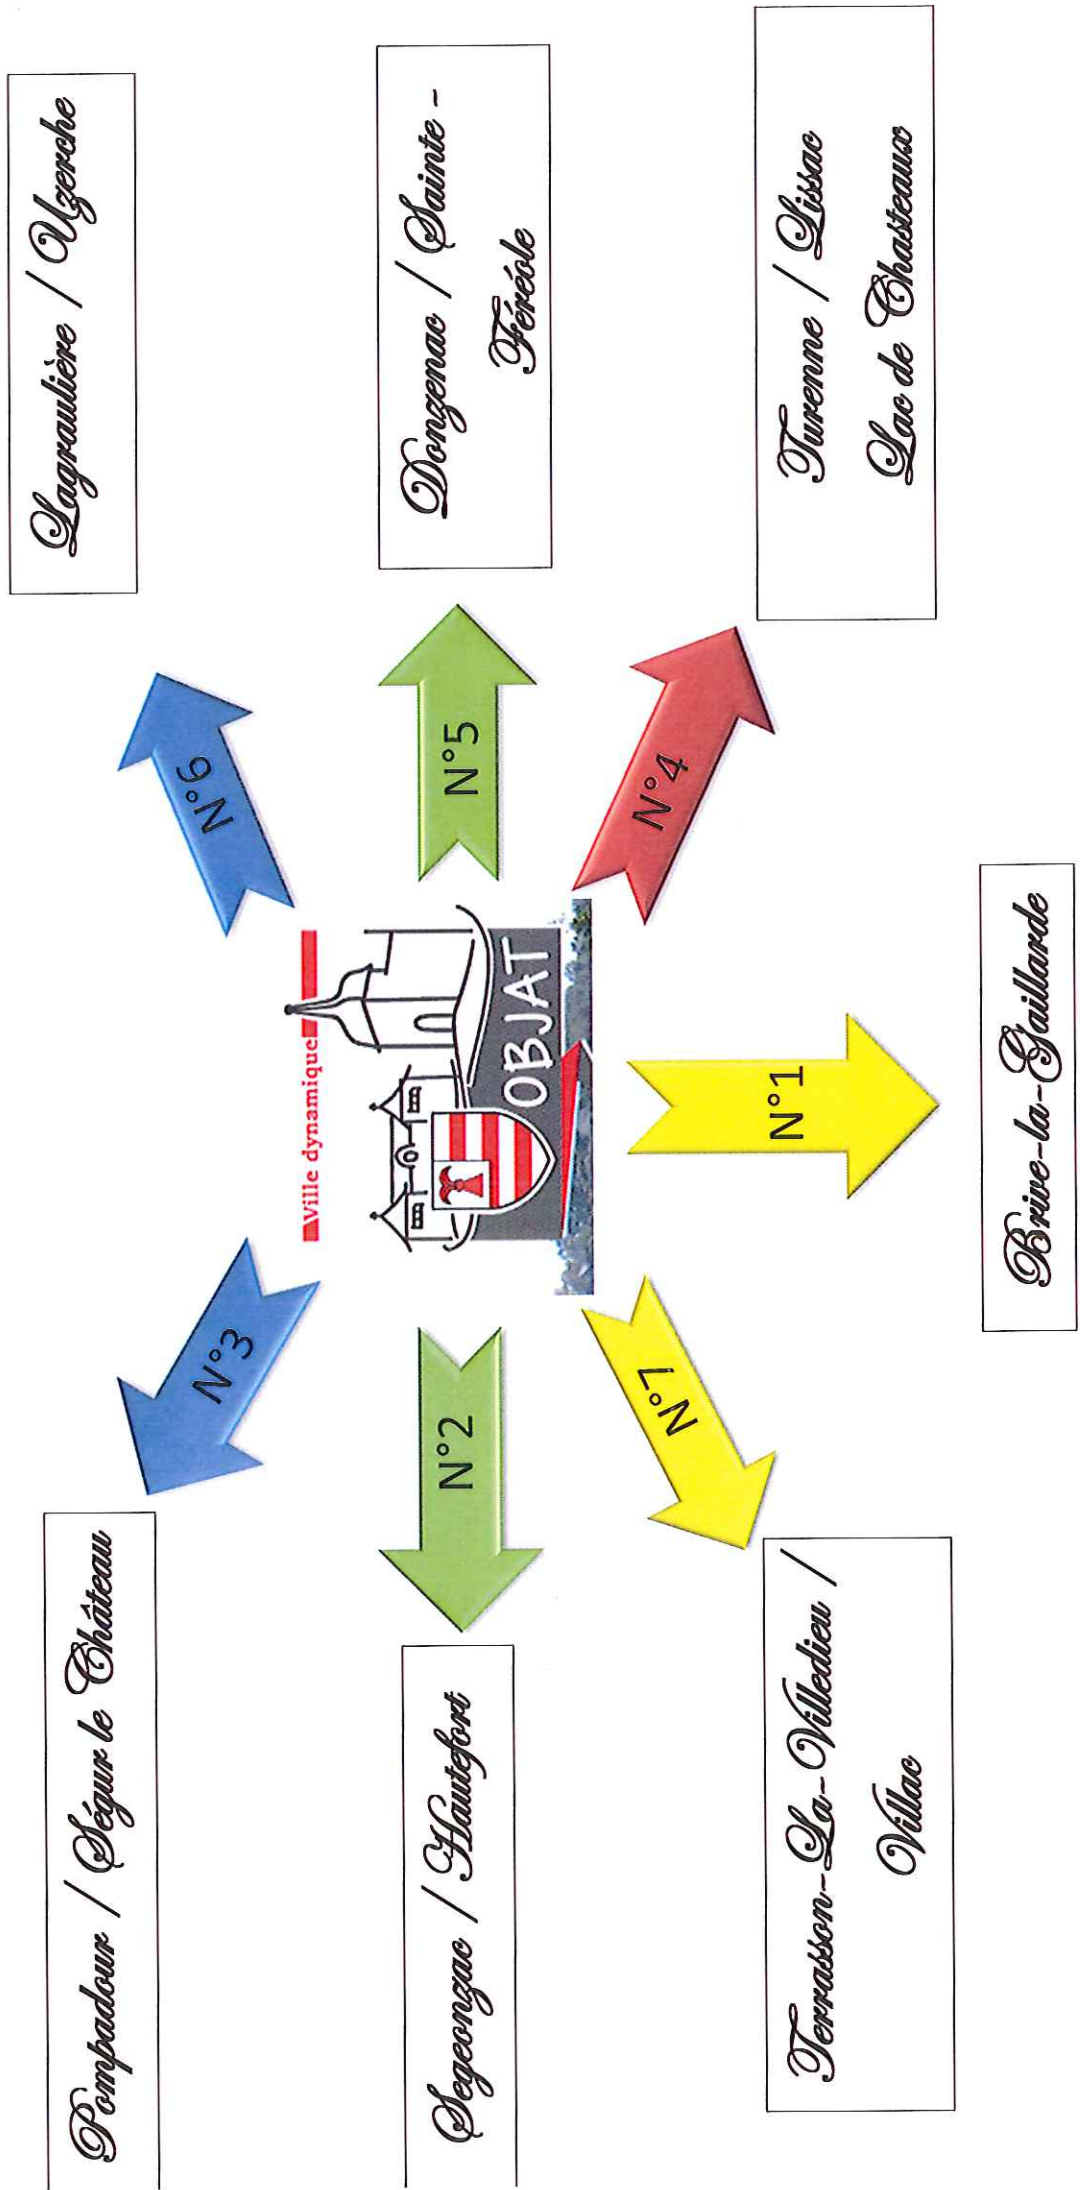 Pompadour / Ségur le Château
Lagraulière / Uzerche
N°3
N°6
Ville dynamique
Segeonzac / Hautefort
N°2
OBJAT
N°5
Donzenac / Sainte -
Féréole
N°7
N°4
Terrasson-La-Villedieu /
Villac
N°1
Turenne / Lissac
Lac de Chasteaux
Brive-la-Gaillarde